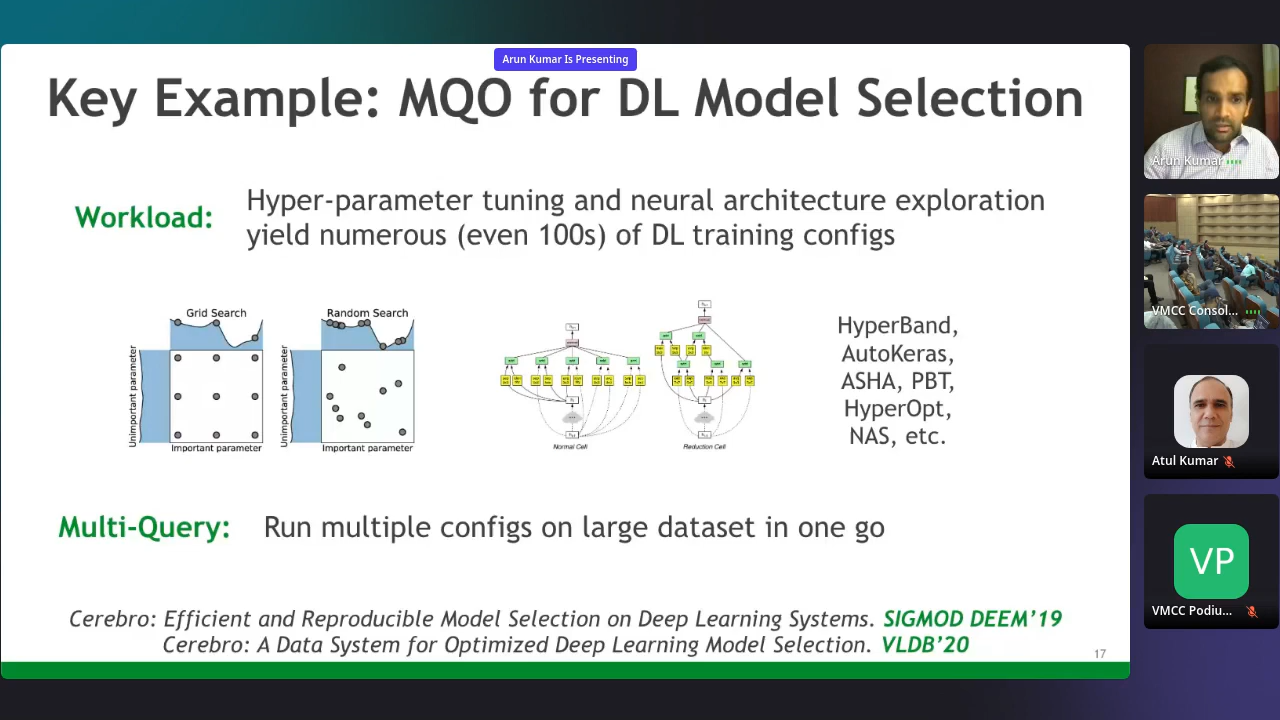 Arun Kumar Is Presenting
Key Example: MQO for DL Model Selection
Workload:
Hyper-parameter tuning and neural architecture exploration
yield numerous (even 100s) of DL training configs
Grid Search
Unimportant parameter
Important parameter
Random Search
Unimportant parameter
Important parameter
Normal Cell
Reduction Cell
HyperBand,
AutoKeras,
ASHA, PBT,
HyperOpt,
NAS, etc.
Multi-Query:
Run multiple configs on large dataset in one go
Cerebro: Efficient and Reproducible Model Selection on Deep Learning Systems. SIGMOD DEEM’19
Cerebro: A Data System for Optimized Deep Learning Model Selection. VLDB’20
17
Arun Kumar
VMCC Consol...
Atul Kumar
VP
VMCC Podiu...